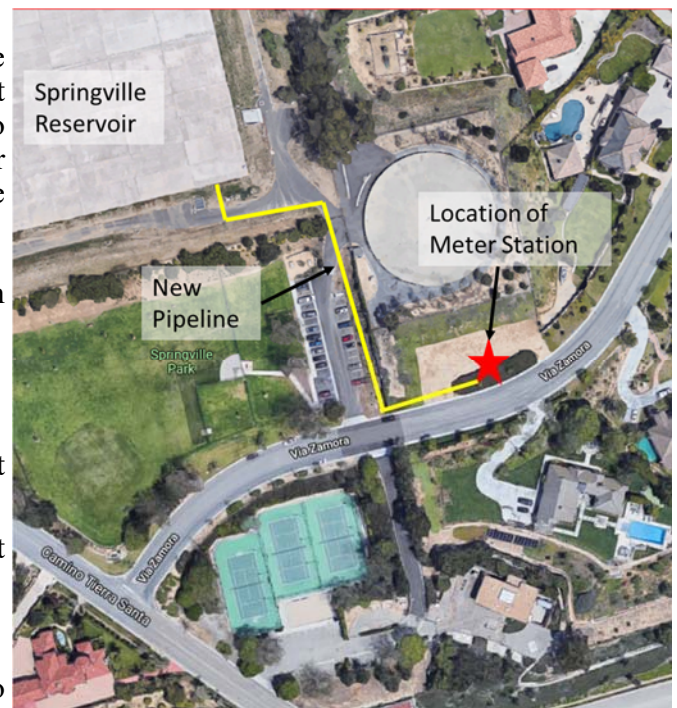 Springville
Reservoir
Location of
Meter Station
New
Pipeline
Springville
Park
Via Zamora
Via Zamora
Via Zamora
Camino Tierra Santa